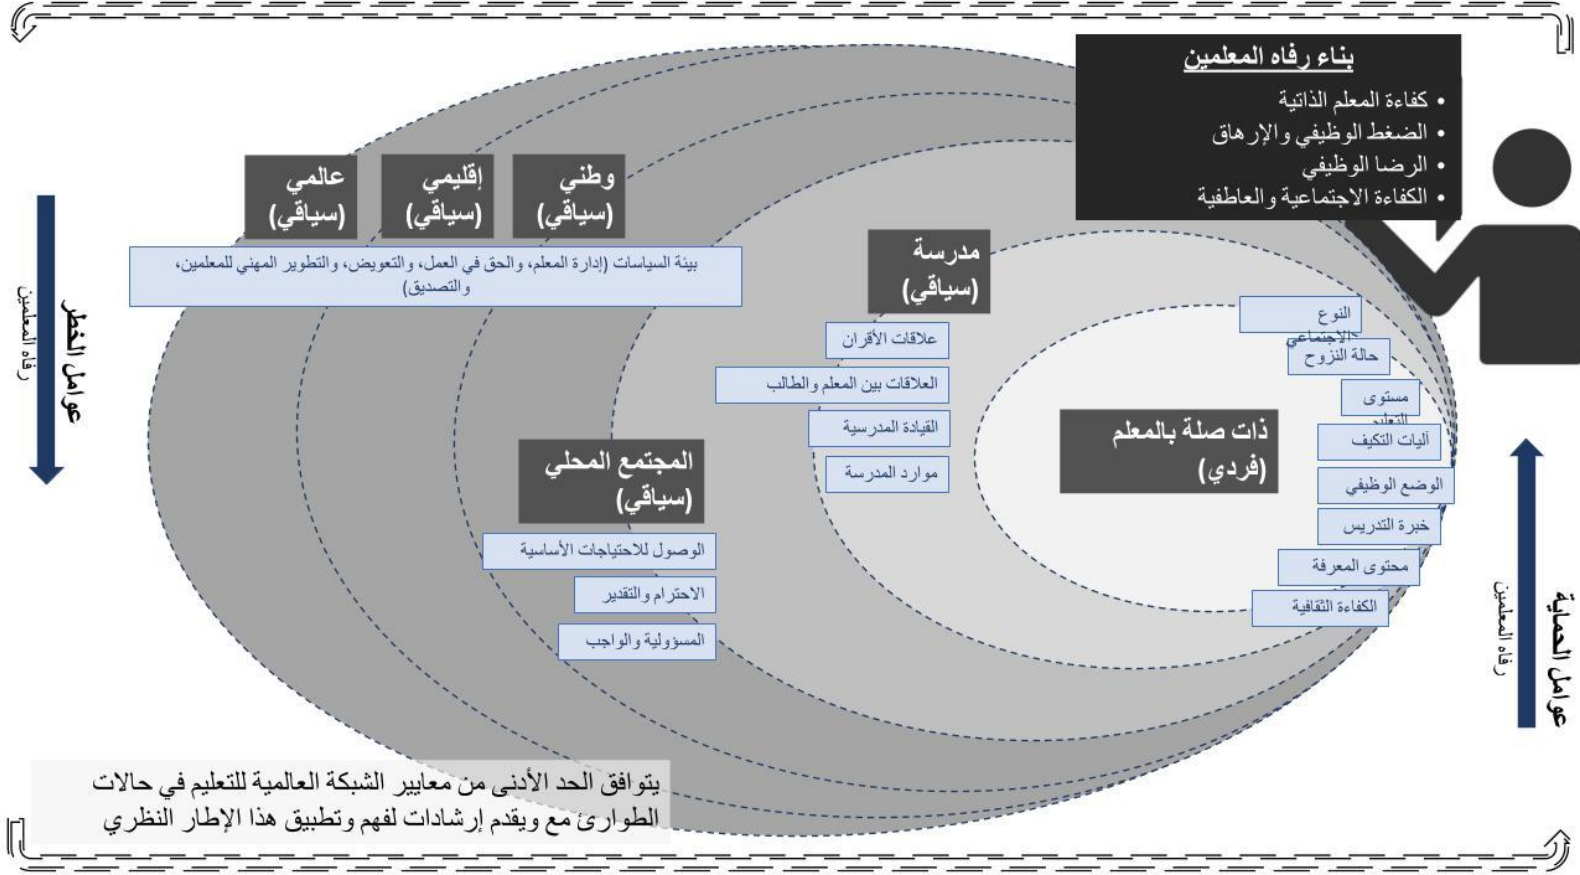 بناء رفاه المعلمين
• كفاءة المعلم الذاتية
• الضغط الوظيفي والإرهاق
• الرضا الوظيفي
• الكفاءة الاجتماعية والعاطفية
وطني
(سياقي)
إقليمي
(سياقي)
عالمي
(سياقي)
بيئة السياسات (إدارة المعلم، والحق في العمل، والتعويض، والتطوير المهني للمعلمين،
والتصديق)
مدرسة
(سياقي)
علاقات الأقران
العلاقات بين المعلم والطالب
القيادة المدرسية
موارد المدرسة
النوع
الاجتماعي
حالة النزوح
مستوى
التعليم
آليات التكيف
الوضع الوظيفي
خبرة التدريس
محتوى المعرفة
الكفاءة الثقافية
ذات صلة بالمعلم
(فردي)
المجتمع المحلي
(سياقي)
الوصول للاحتياجات الأساسية
الاحترام والتقدير
المسؤولية والواجب
عوامل الخطر
رفاه المعلمين
عوامل الحماية
رفاه المعلمين
يتوافق الحد الأدنى من معايير الشبكة العالمية للتعليم في حالات
الطوارئ مع ويقدم إرشادات لفهم وتطبيق هذا الإطار النظري